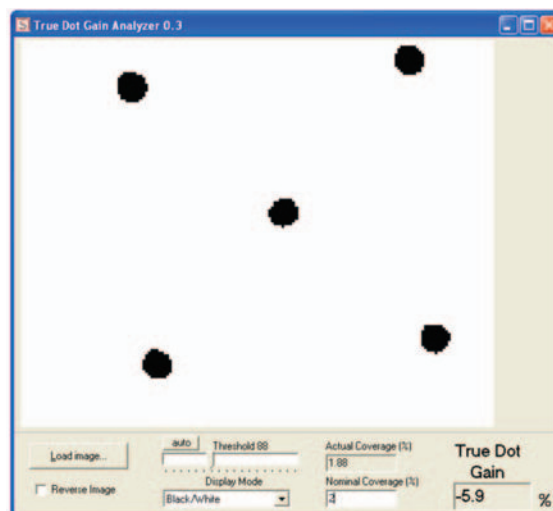 True Dot Gain Analyzer 0.3
Load image...
Reverse Image
auto
Threshold 88
Display Mode
Black/White
Actual Coverage (%)
1.88
Nominal Coverage (%)
2
True Dot
Gain
-5.9 %